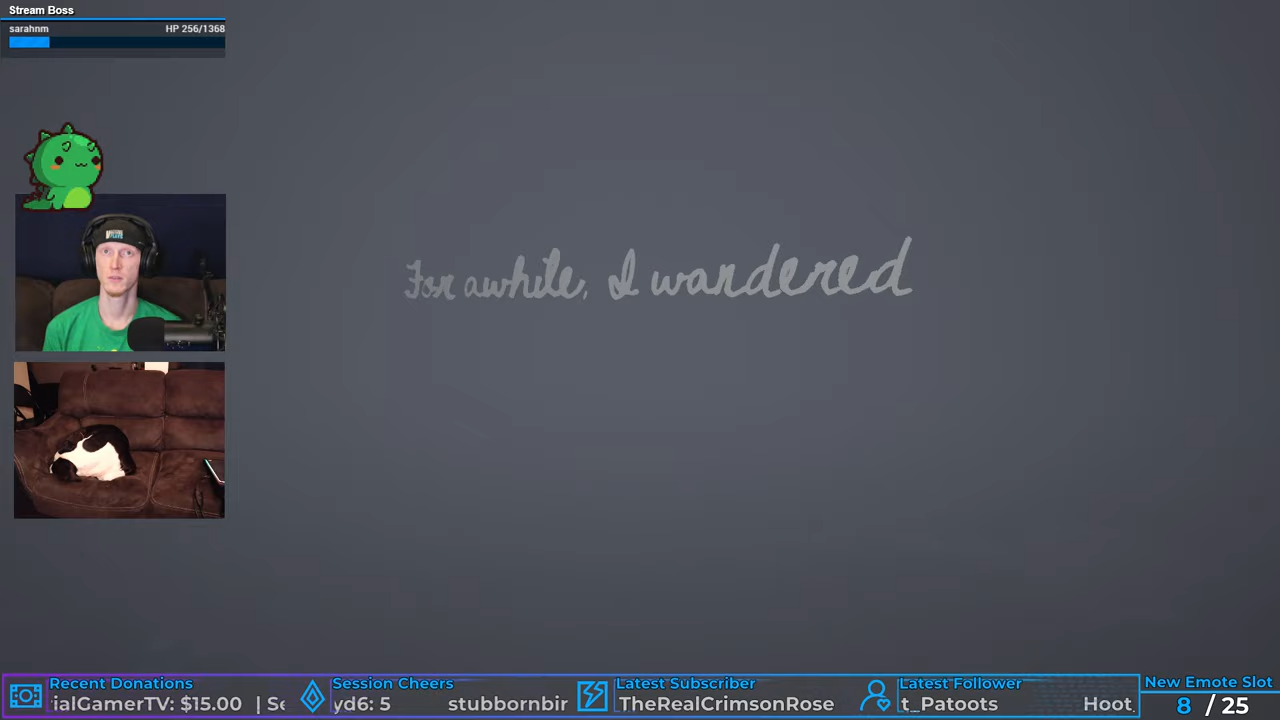 Stream Boss
sarahnm HP 256/1368
For awhile, I wandered
Recent Donations
ialGamerTV: $15.00 | Se
Session Cheers
yd6: 5 stubbornbir
Latest Subscriber
TheRealCrimsonRose
Latest Follower
t_Patoots Hoot_
New Emote Slot
8 / 25